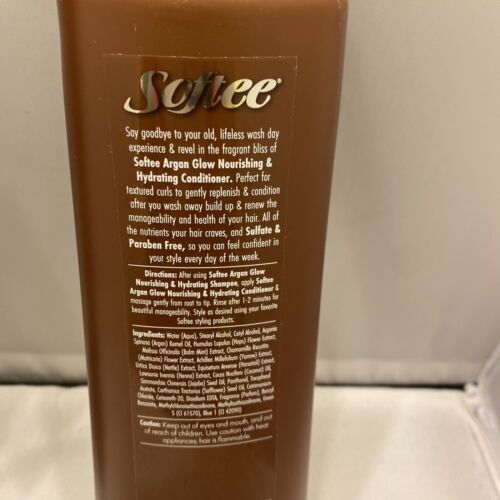 Softee®
Say goodbye to your old, lifeless wash day
experience & revel in the fragrant bliss of
Softee Argan Glow Nourishing &
Hydrating Conditioner. Perfect for
textured curls to gently replenish & condition
after you wash away build up & renew the
manageability and health of your hair. All of
the nutrients your hair craves, and Sulfate &
Paraben Free, so you can feel confident in
your style every day of the week.
Directions: After using Softee Argan Glow
Nourishing & Hydrating Shampoo, apply Softee
Argan Glow Nourishing & Hydrating Conditioner &
massage gently from root to tip. Rinse after 1-2 minutes for
beautiful manageability. Style as desired using your favorite
Softee styling products.
Ingredients: Water (Aqua), Stearyl Alcohol, Cetyl Alcohol, Argania
Spinosa (Argan) Kernel Oil, Humulus Lupulus (Hops) Flower Extract,
Melissa Officinalis (Balm Mint) Extract, Chamomilla Recutita
(Matricaria) Flower Extract, Achillea Millefolium (Yarrow) Extract,
Urtica Dioica (Nettle) Extract, Equisetum Arvense (Horsetail) Extract,
Lawsonia Inermis (Henna) Extract, Cocos Nucifera (Coconut) Oil,
Simmondsia Chinensis (Jojoba) Seed Oil, Panthenol, Tocopheryl
Acetate, Carthamus Tinctorius (Safflower) Seed Oil, Cetrimonium
Chloride, Ceteareth-20, Disodium EDTA, Fragrance (Parfum), Benzyl
Benzoate, Methylchloroisothiazolinone, Methylisothiazolinone, Green
5 (CI 61570), Blue 1 (CI 42090)
Caution: Keep out of eyes and mouth, and out
of reach of children. Use caution with heat
appliances; hair is flammable.